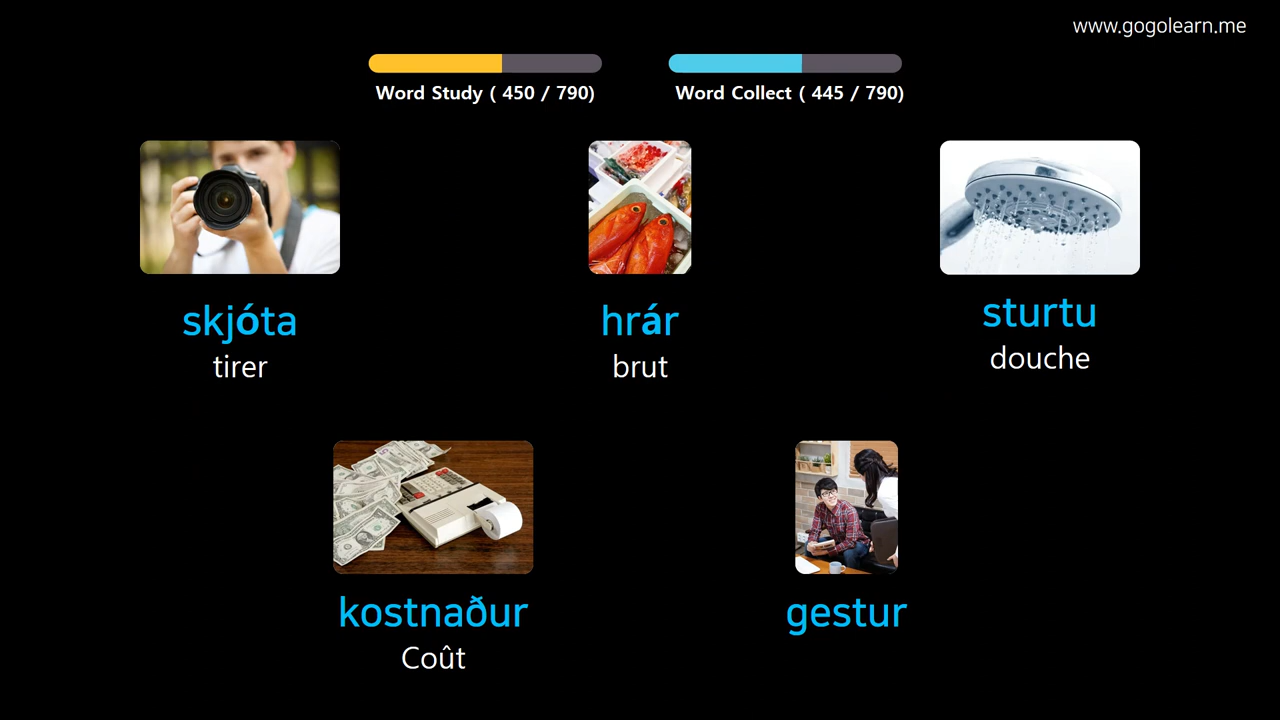 www.gogolearn.me
Word Study ( 450 / 790)
Word Collect ( 445 / 790)
skjóta
tirer
hrár
brut
sturtu
douche
kostnaður
Coût
gestur